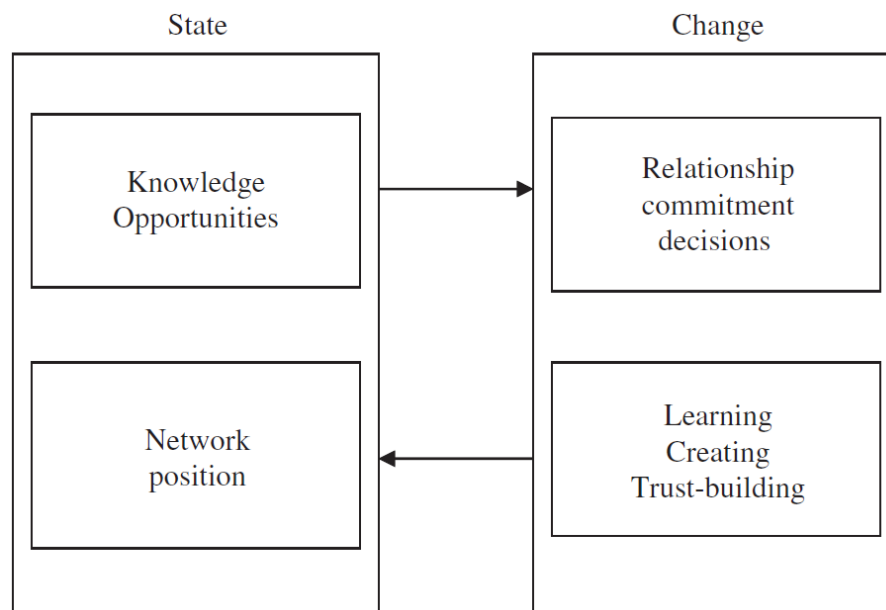 State
Change
Knowledge
Opportunities
Relationship
commitment
decisions
Network
position
Learning
Creating
Trust-building